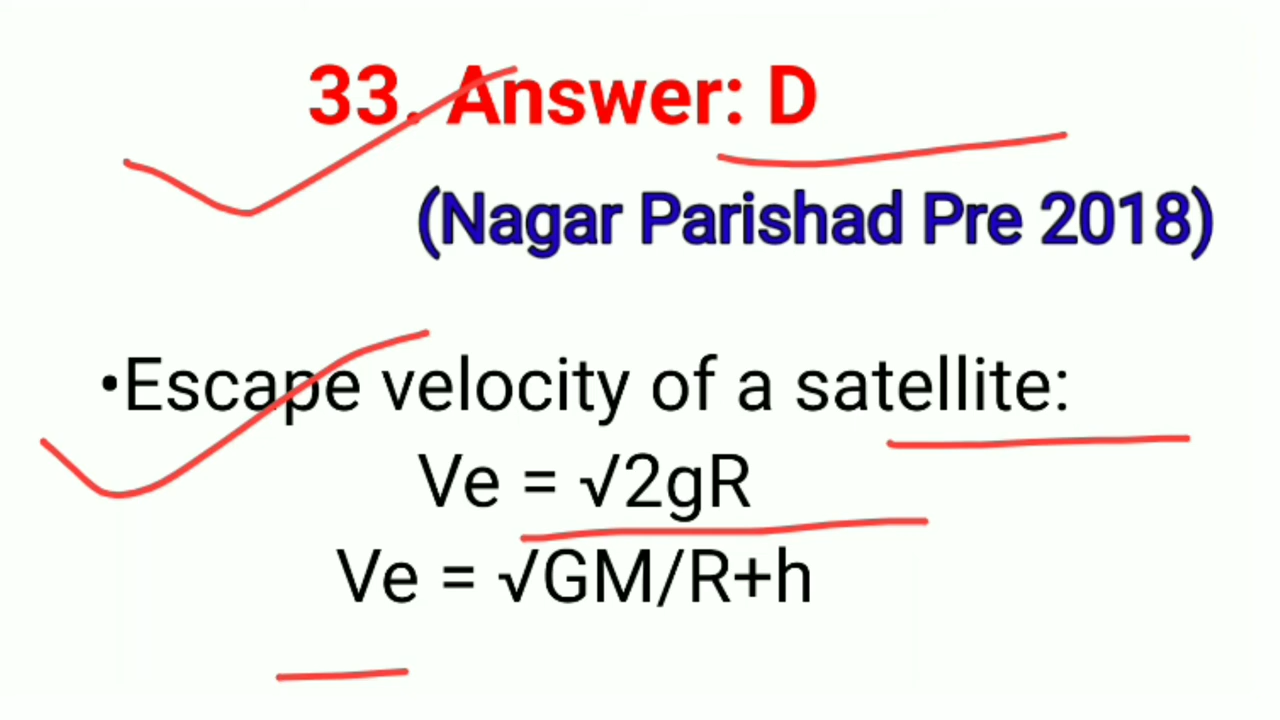 33. Answer: D
(Nagar Parishad Pre 2018)
•Escape velocity of a satellite:
Ve = √2gR
Ve = √GM/R+h